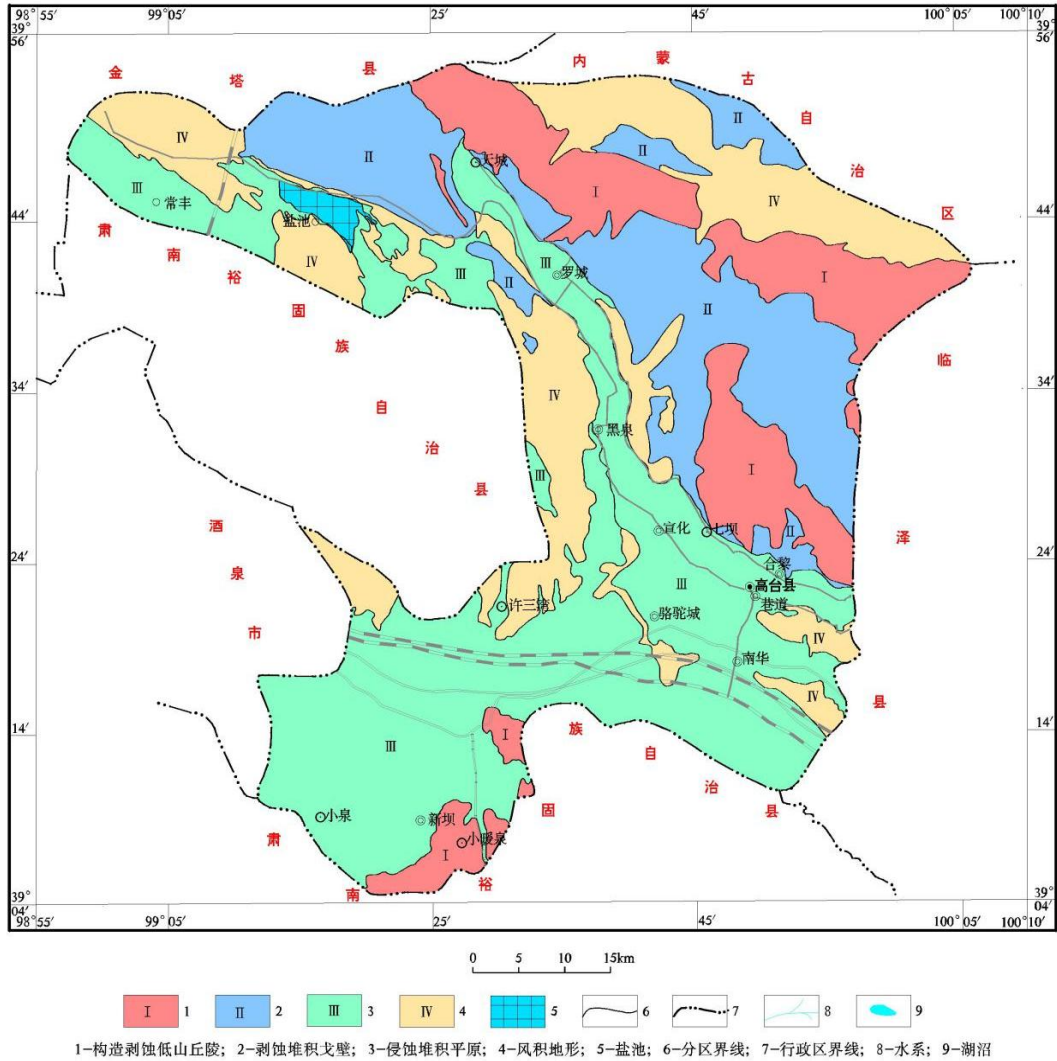 98°55′ 99°05′ 25′ 45′ 100°05′ 100°10′
39°
56′
39°
56′
金塔县
内蒙古自治区
Ⅳ
Ⅱ
Ⅱ
天城
Ⅱ
Ⅲ
常丰
Ⅰ
Ⅳ
44′
44′
盐池
Ⅳ
Ⅲ
Ⅲ
罗城
Ⅱ
Ⅰ
Ⅱ
肃南裕固族自治县
临泽县
34′
34′
Ⅳ
黑泉
Ⅲ
Ⅰ
酒泉市
宣化
七坝
Ⅱ
24′
24′
合黎
Ⅲ
高台县
巷道
许三湾
骆驼城
Ⅳ
南华
Ⅳ
14′
14′
Ⅲ
Ⅰ
族自治县
小泉
新坝
小暖泉
Ⅰ
固
肃
南
裕
39°
04′
39°
04′
98°55′ 99°05′ 25′ 45′ 100°05′ 100°10′
0 5 10 15km
Ⅰ 1 Ⅱ 2 Ⅲ 3 Ⅳ 4 5 6 7 8 9
1-构造剥蚀低山丘陵; 2-剥蚀堆积戈壁; 3-侵蚀堆积平原; 4-风积地形; 5-盐池; 6-分区界线; 7-行政区界线; 8-水系; 9-湖沼